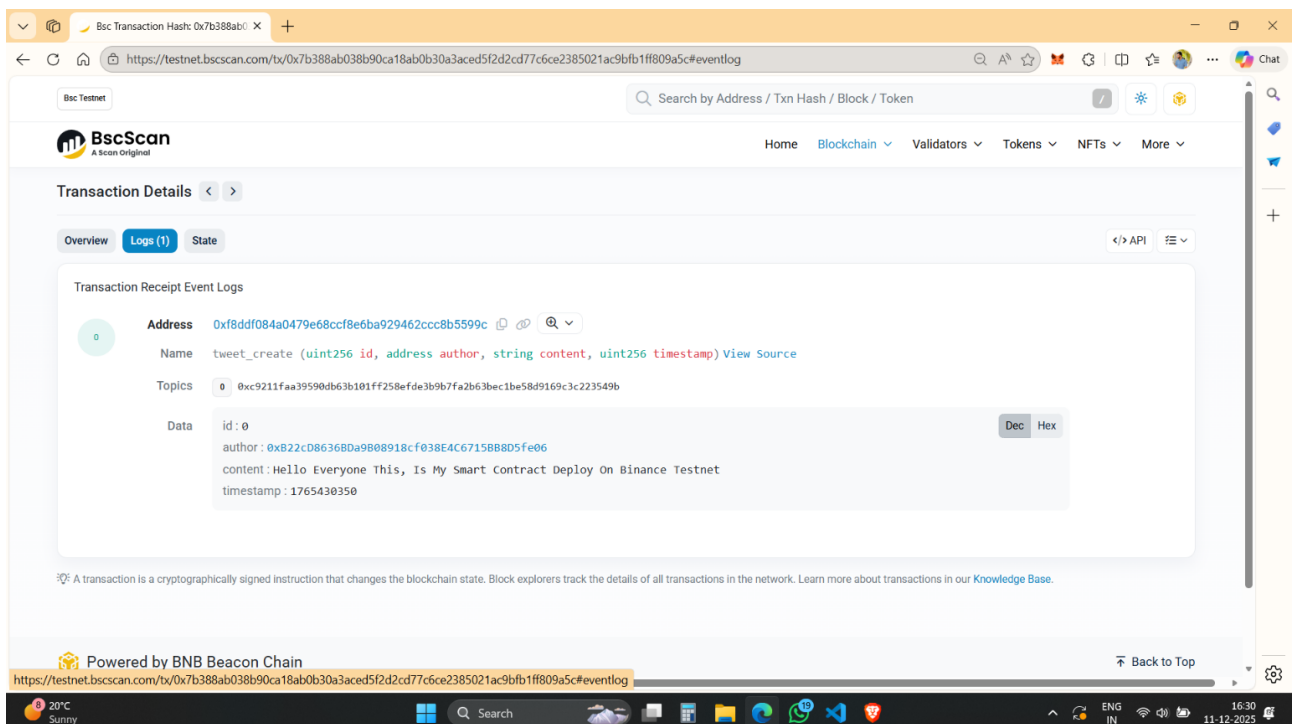 Bsc Transaction Hash: 0x7b388ab0
https://testnet.bscscan.com/tx/0x7b388ab038b90ca18ab0b30a3aced5f2d2cd77c6ce2385021ac9bfb1ff809a5c#eventlog
Chat
Bsc Testnet
Search by Address / Txn Hash / Block / Token
/
BscScan
A Scan Original
Home Blockchain Validators Tokens NFTs More
Transaction Details
Overview Logs (1) State
</> API
Transaction Receipt Event Logs
0
Address 0xf8ddf084a0479e68ccf8e6ba929462ccc8b5599c
Name tweet_create (uint256 id, address author, string content, uint256 timestamp) View Source
Topics 0 0xc9211faa39590db63b101ff258efde3b9b7fa2b63bec1be58d9169c3c223549b
Data id : 0
Dec Hex
author : 0xB22cD8636BDa9B08918cf038E4C6715BB8D5fe06
content : Hello Everyone This, Is My Smart Contract Deploy On Binance Testnet
timestamp : 1765430350
A transaction is a cryptographically signed instruction that changes the blockchain state. Block explorers track the details of all transactions in the network. Learn more about transactions in our Knowledge Base.
Powered by BNB Beacon Chain
Back to Top
https://testnet.bscscan.com/tx/0x7b388ab038b90ca18ab0b30a3aced5f2d2cd77c6ce2385021ac9bfb1ff809a5c#eventlog
8
20°C
Sunny
Search
9
ENG
IN
16:30
11-12-2025